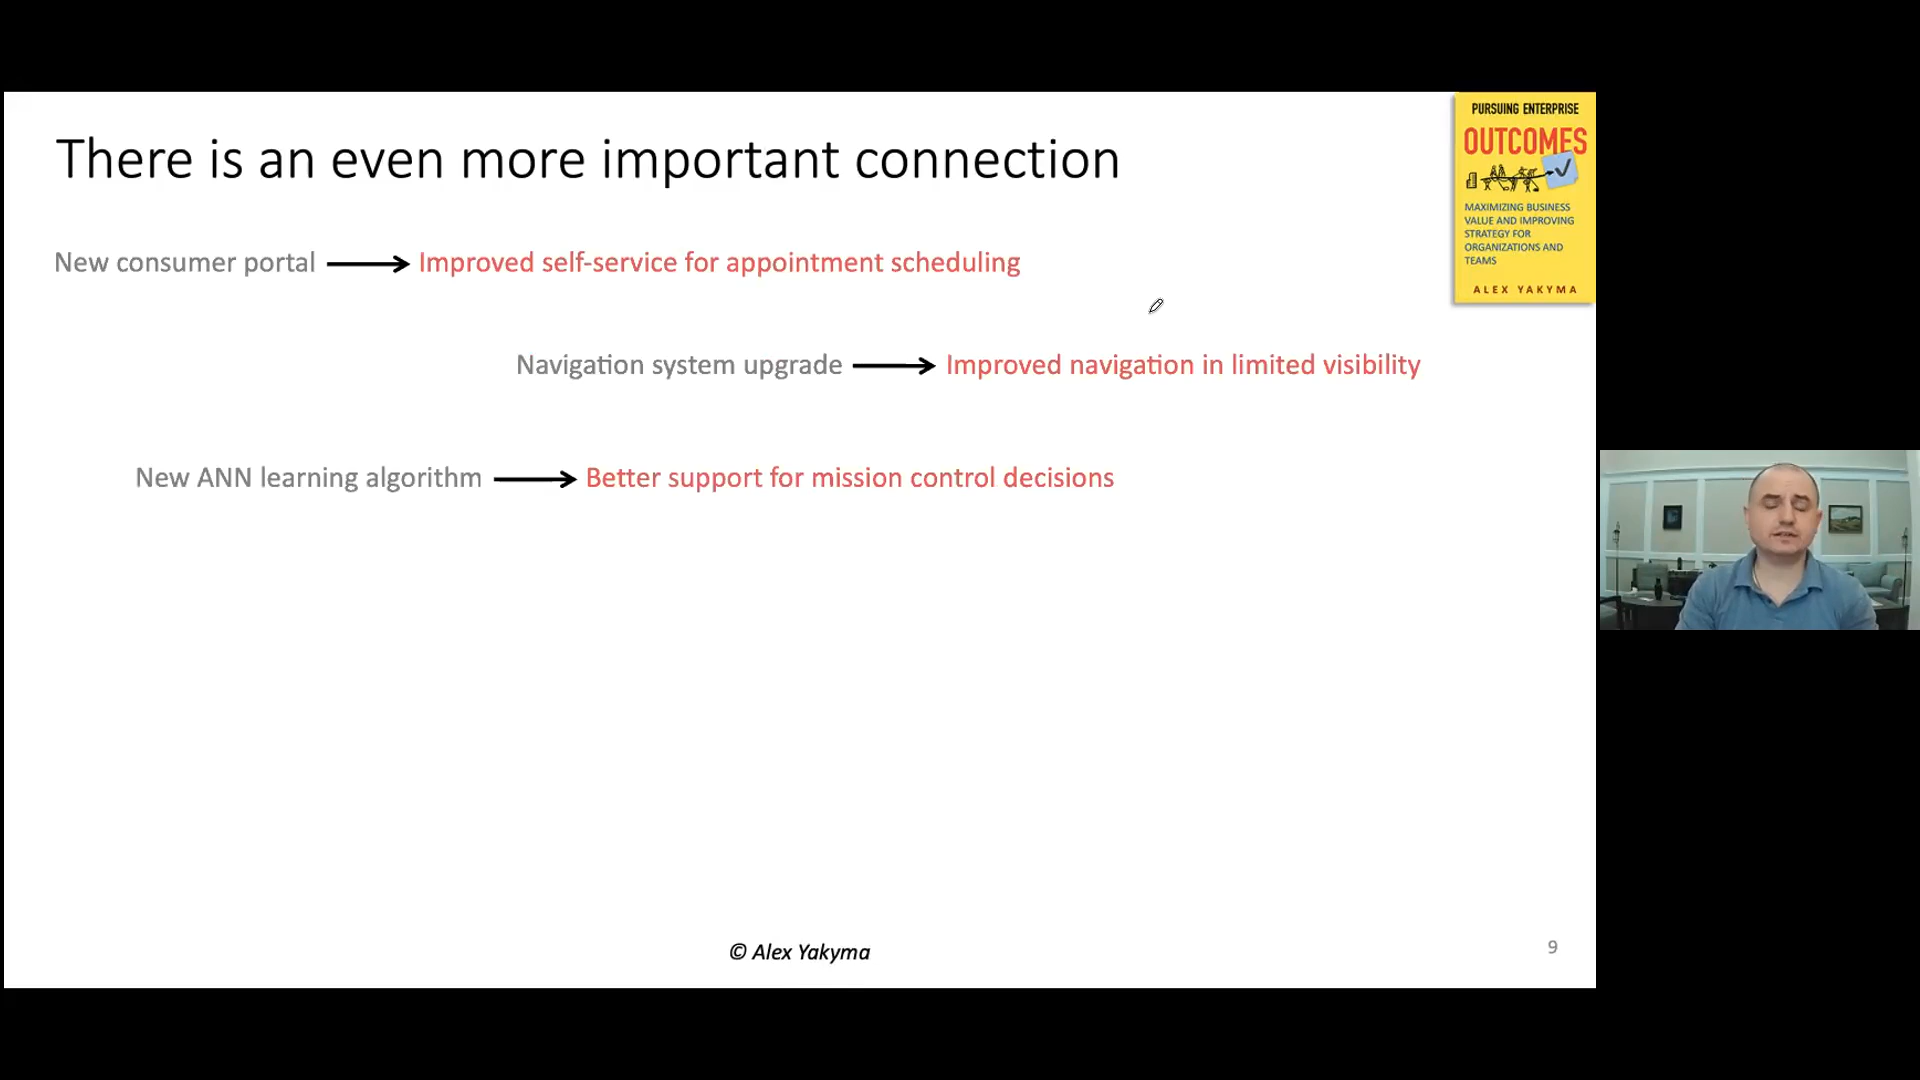 There is an even more important connection
PURSUING ENTERPRISE
OUTCOMES
MAXIMIZING BUSINESS
VALUE AND IMPROVING
STRATEGY FOR
ORGANIZATIONS AND
TEAMS
ALEX YAKYMA
New consumer portal → Improved self-service for appointment scheduling
Navigation system upgrade → Improved navigation in limited visibility
New ANN learning algorithm → Better support for mission control decisions
© Alex Yakyma
9